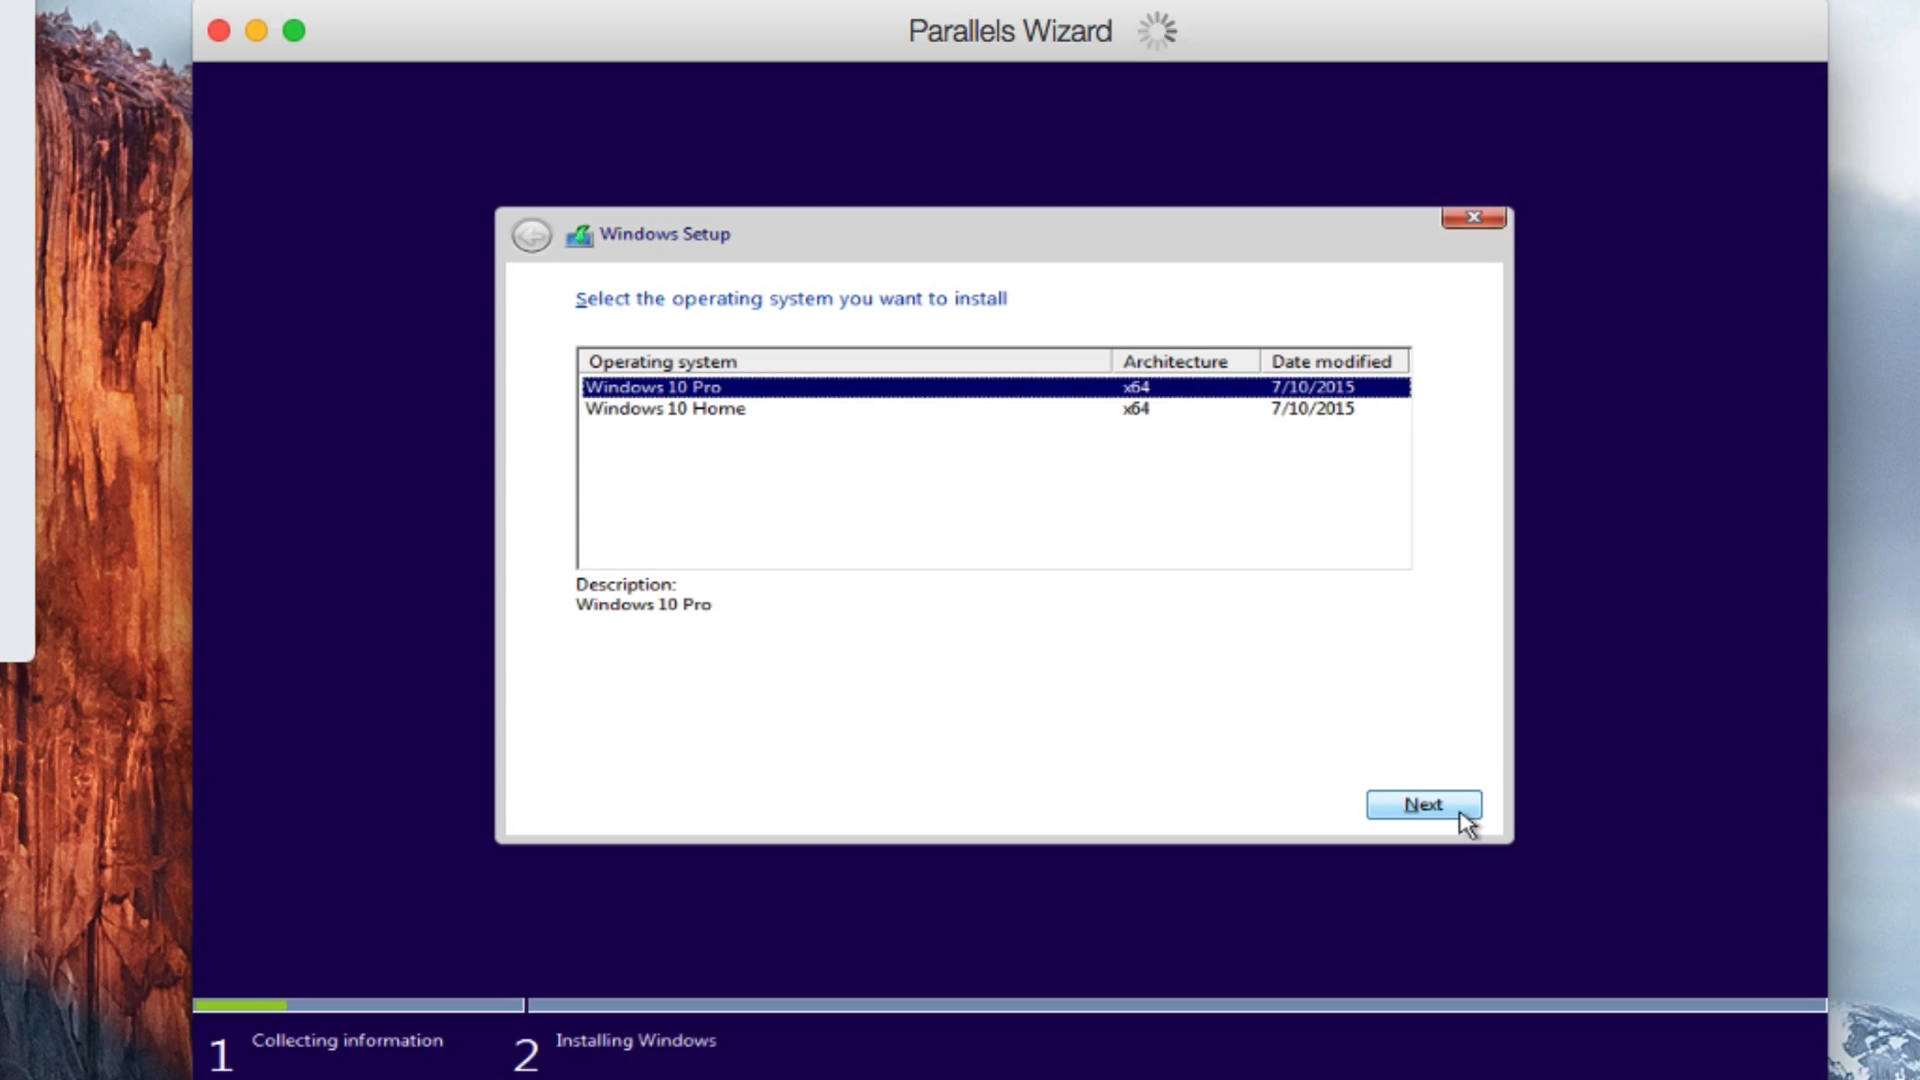 Parallels Wizard
Windows Setup
Select the operating system you want to install
Operating system Architecture Date modified
Windows 10 Pro x64 7/10/2015
Windows 10 Home x64 7/10/2015
Description:
Windows 10 Pro
Next
1 Collecting information 2 Installing Windows